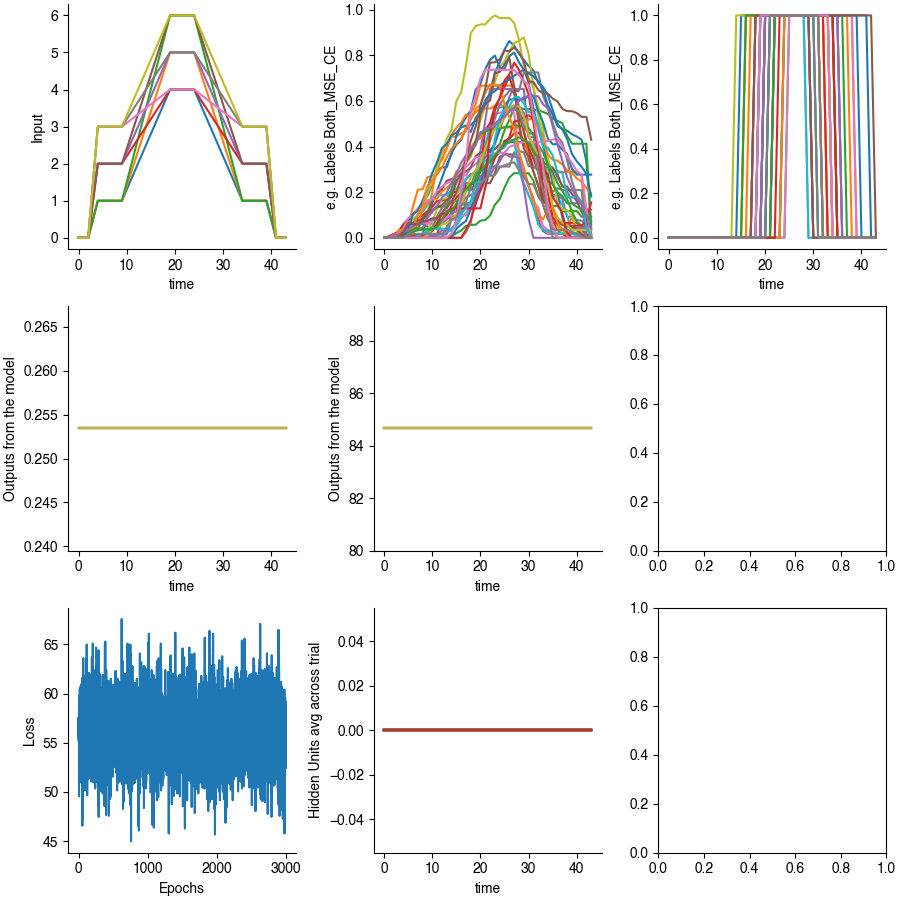 6
5
4
3
2
1
0
Input
0 10 20 30 40
time
1.0
0.8
0.6
0.4
0.2
0.0
e.g. Labels Both_MSE_CE
0 10 20 30 40
time
1.0
0.8
0.6
0.4
0.2
0.0
e.g. Labels Both_MSE_CE
0 10 20 30 40
time
0.265
0.260
0.255
0.250
0.245
0.240
Outputs from the model
0 10 20 30 40
time
88
86
84
82
80
Outputs from the model
0 10 20 30 40
time
1.0
0.8
0.6
0.4
0.2
0.0
0.0 0.2 0.4 0.6 0.8 1.0
65
60
55
50
45
Loss
0 1000 2000 3000
Epochs
0.04
0.02
0.00
−0.02
−0.04
Hidden Units avg across trial
0 10 20 30 40
time
1.0
0.8
0.6
0.4
0.2
0.0
0.0 0.2 0.4 0.6 0.8 1.0